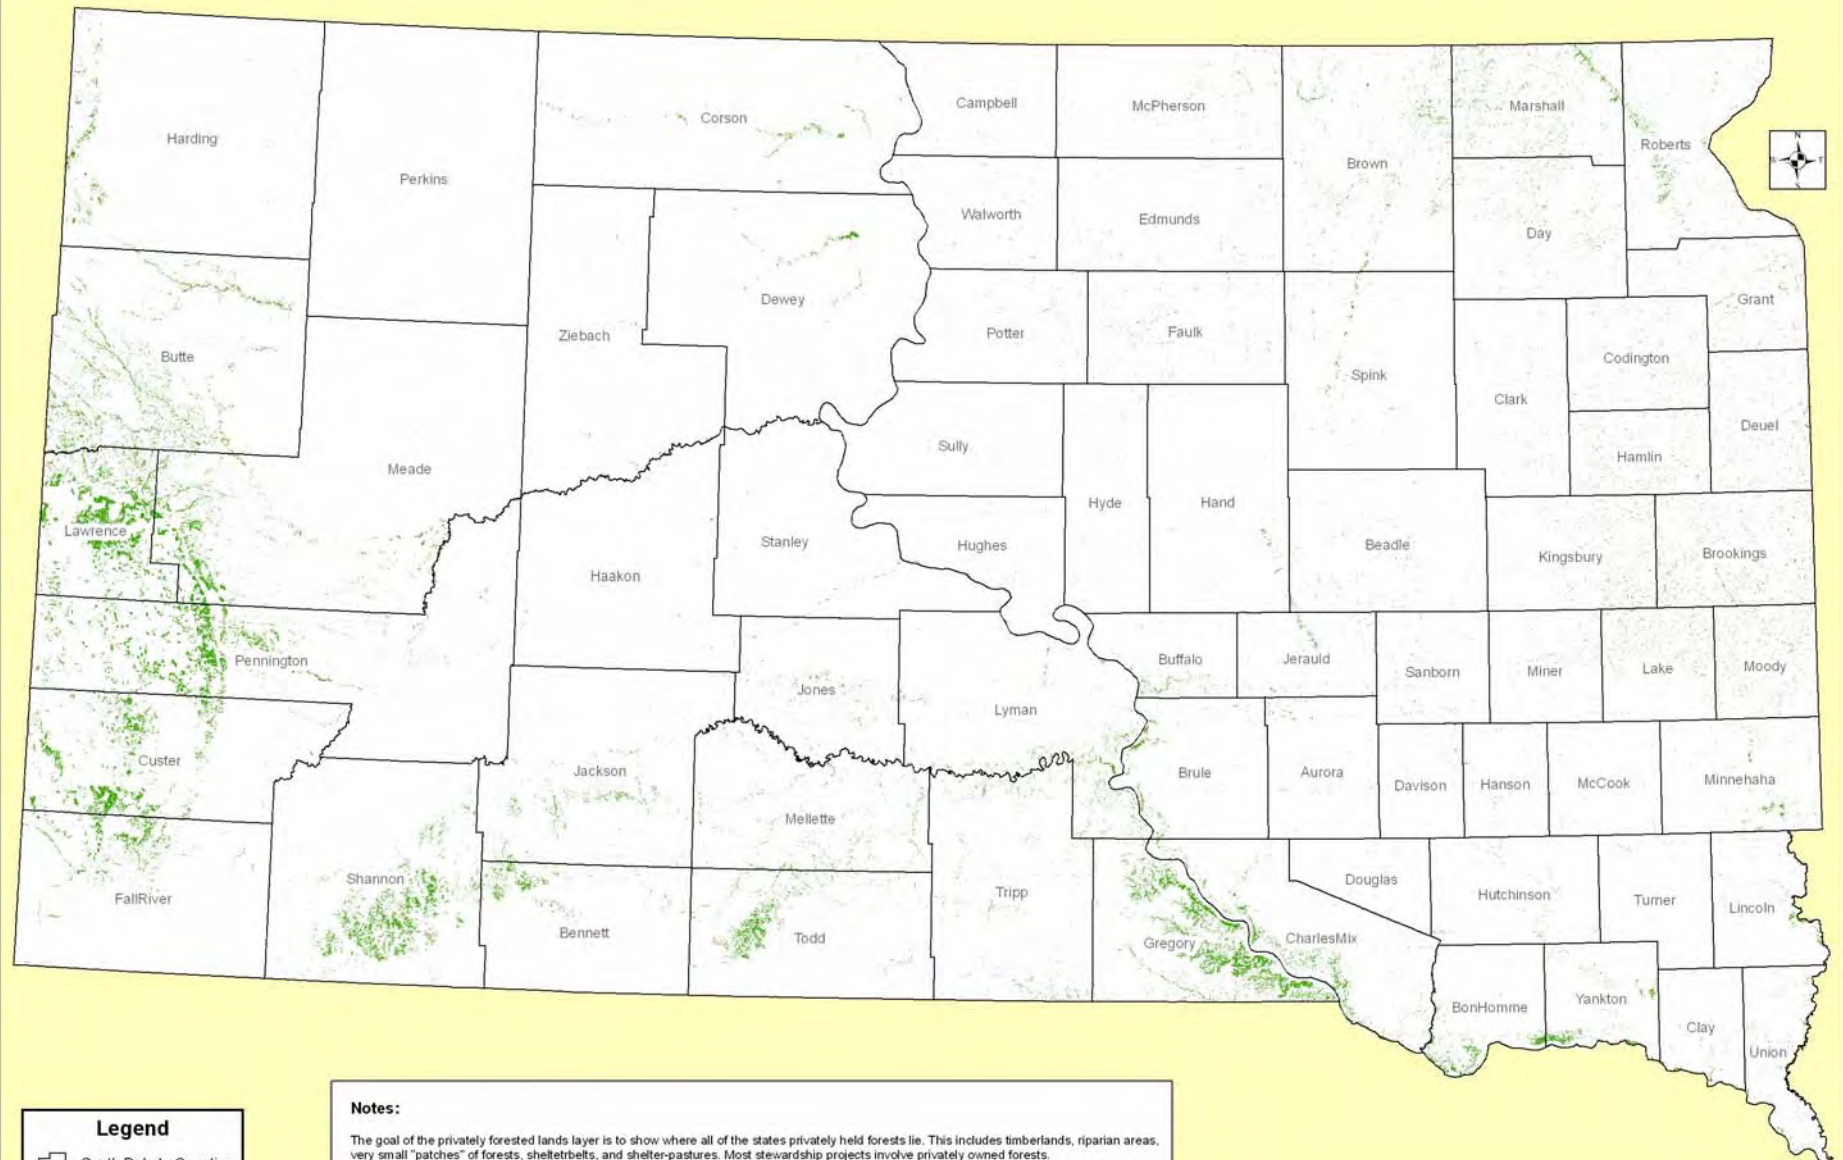 Harding
Perkins
Corson
Campbell
McPherson
Brown
Marshall
Roberts
N
Walworth
Edmunds
Day
Dewey
Ziebach
Butte
Potter
Faulk
Spink
Grant
Codington
Clark
Deuel
Hamlin
Meade
Sully
Hyde
Hand
Lawrence
Stanley
Hughes
Beadle
Kingsbury
Brookings
Haakon
Pennington
Jones
Lyman
Buffalo
Jerauld
Sanborn
Miner
Lake
Moody
Custer
Jackson
Mellette
Brule
Aurora
Davison
Hanson
McCook
Minnehaha
Shannon
FallRiver
Bennett
Todd
Tripp
Gregory
CharlesMix
Douglas
Hutchinson
Turner
Lincoln
BonHomme
Yankton
Clay
Union
Legend
Notes:
The goal of the privately forested lands layer is to show where all of the states privately held forests lie. This includes timberlands, riparian areas,
very small "patches" of forests, sheltetrbelts, and shelter-pastures. Most stewardship projects involve privately owned forests.